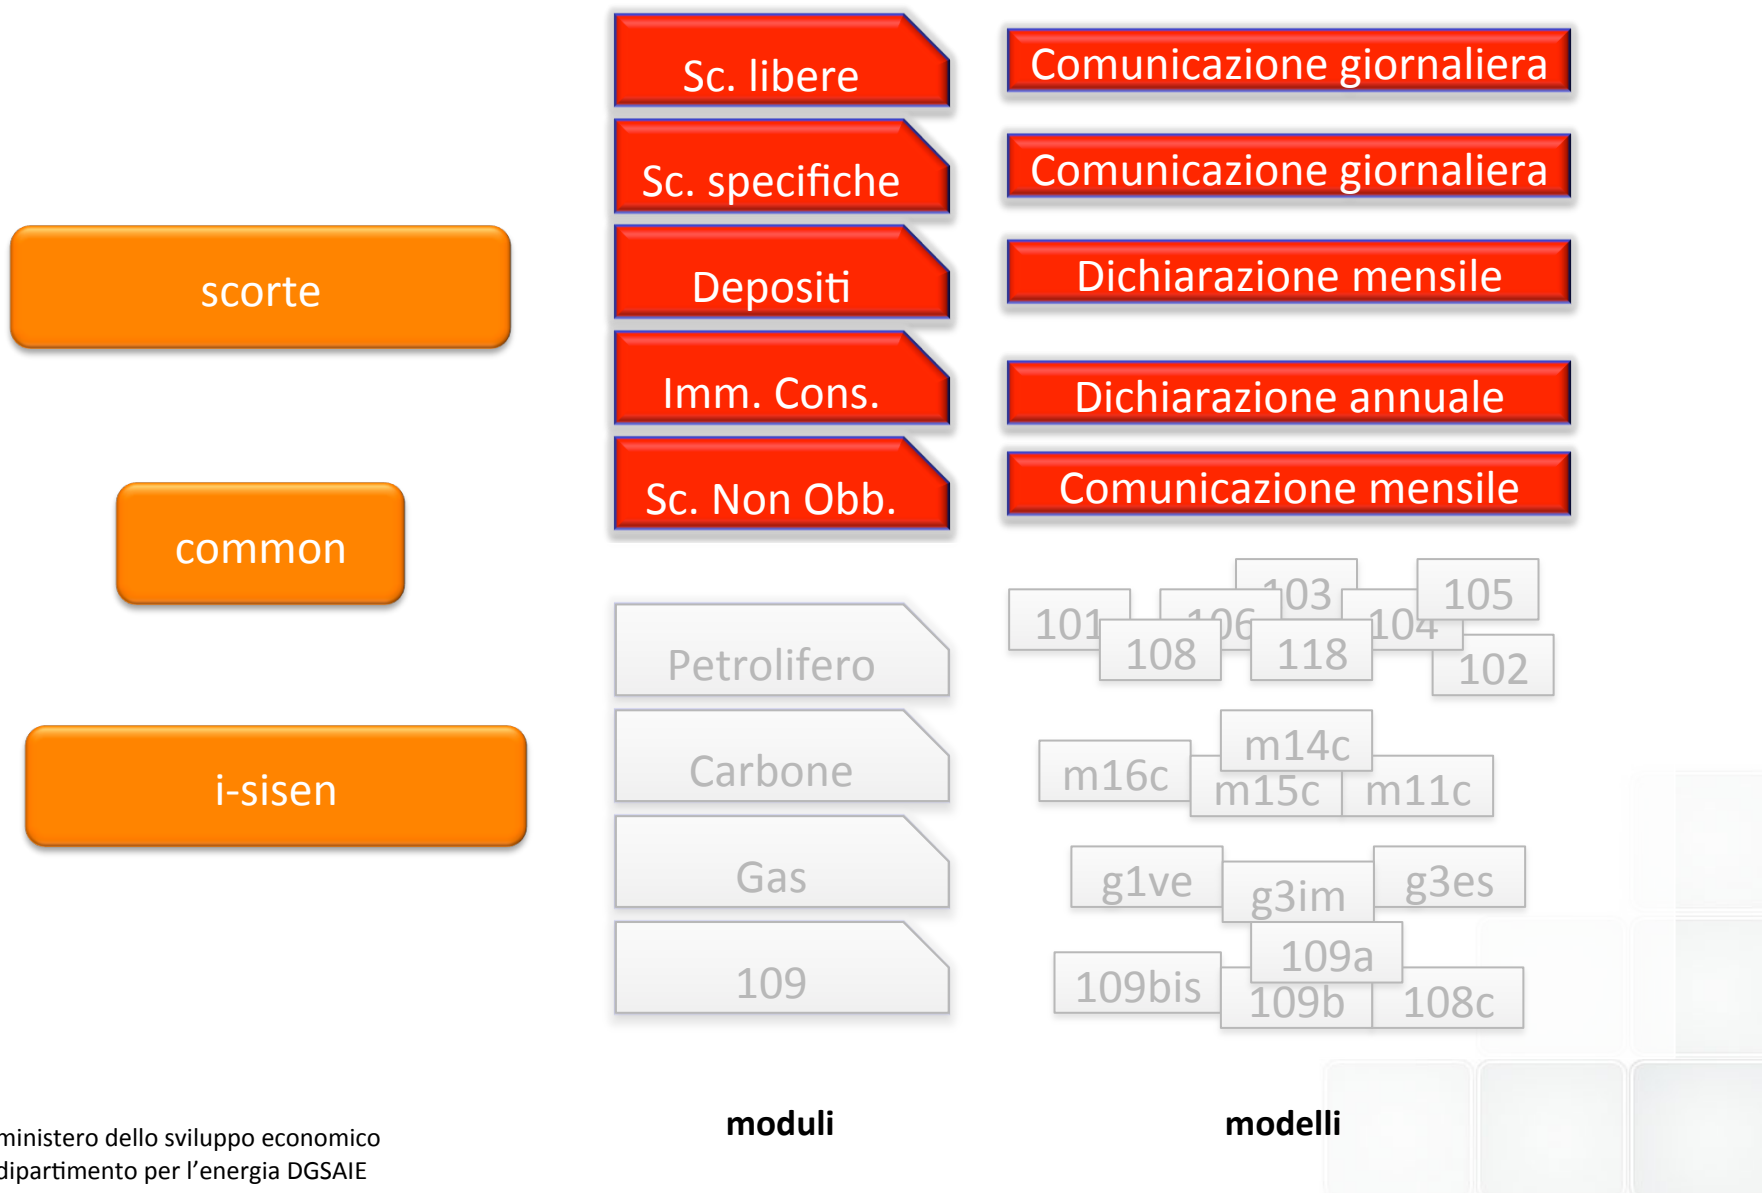 Sc. libere
Comunicazione giornaliera
Sc. specifiche
Comunicazione giornaliera
scorte
Depositi
Dichiarazione mensile
Imm. Cons.
Dichiarazione annuale
common
Sc. Non Obb.
Comunicazione mensile
Petrolifero
101
106
103
104
105
108
118
102
i-sisen
Carbone
m16c
m14c
m15c
m11c
Gas
g1ve
g3im
g3es
109
109bis
109a
109b
108c
moduli
modelli
ministero dello sviluppo economico
dipartimento per l'energia DGSAIE